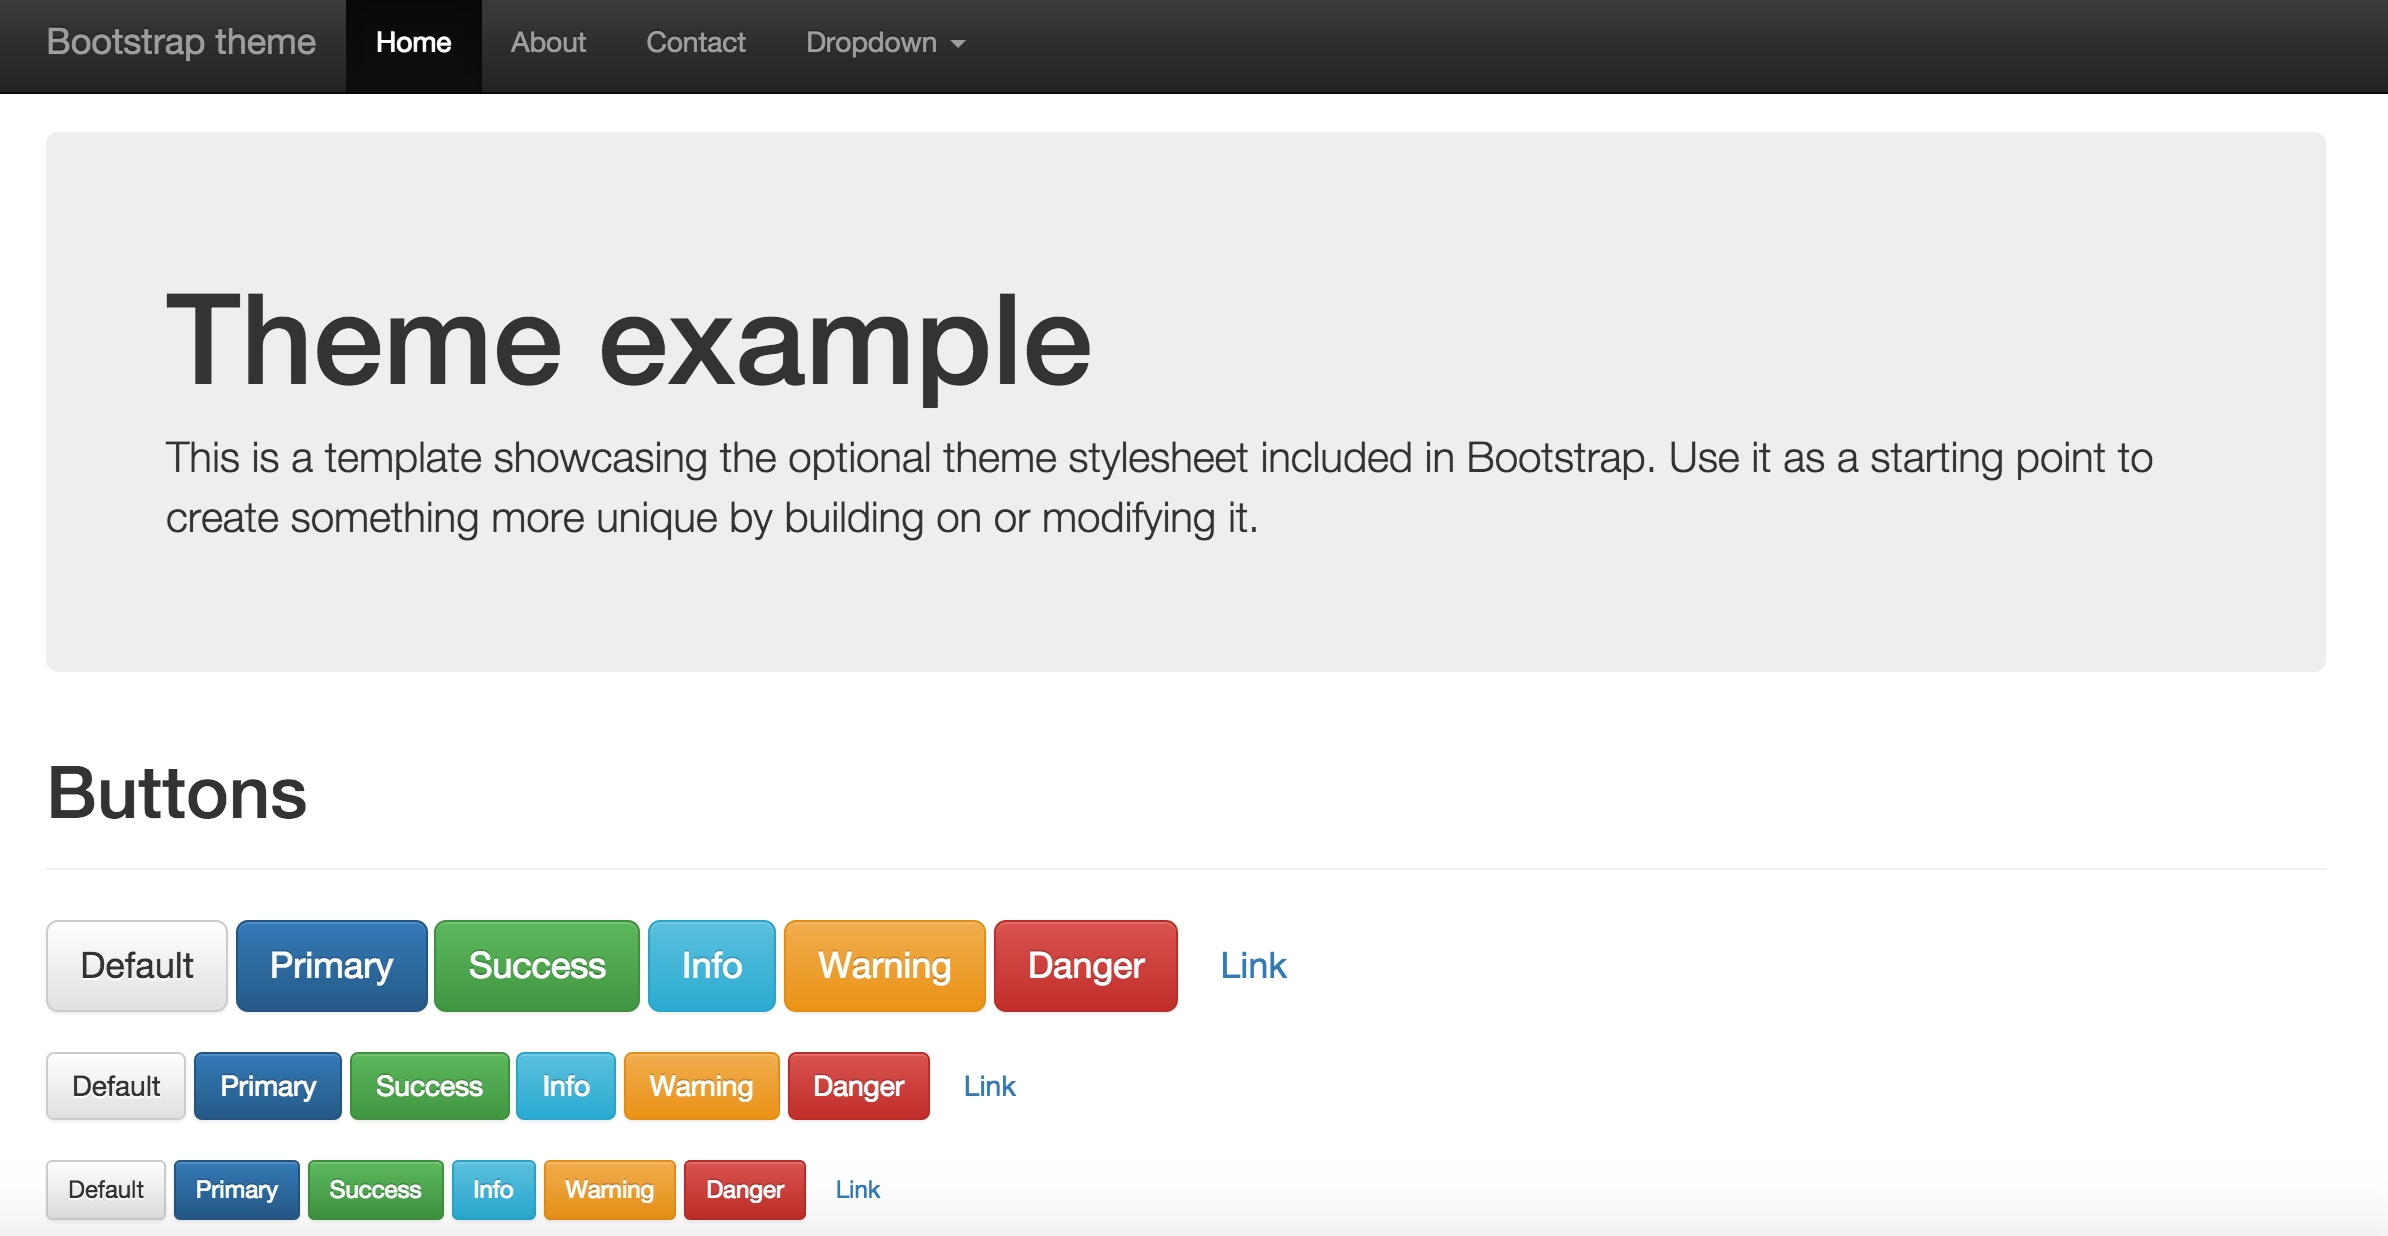 Bootstrap theme Home About Contact Dropdown
Theme example
This is a template showcasing the optional theme stylesheet included in Bootstrap. Use it as a starting point to
create something more unique by building on or modifying it.
Buttons
Default Primary Success Info Warning Danger Link
Default Primary Success Info Warning Danger Link
Default Primary Success Info Warning Danger Link